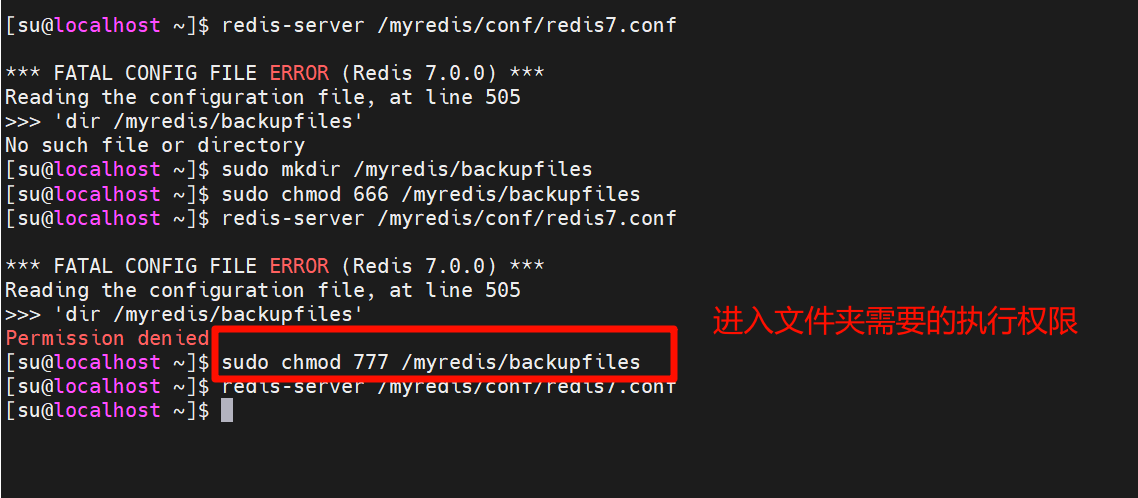 [su@localhost ~]$ redis-server /myredis/conf/redis7.conf
*** FATAL CONFIG FILE ERROR (Redis 7.0.0) ***
Reading the configuration file, at line 505
>>> 'dir /myredis/backupfiles'
No such file or directory
[su@localhost ~]$ sudo mkdir /myredis/backupfiles
[su@localhost ~]$ sudo chmod 666 /myredis/backupfiles
[su@localhost ~]$ redis-server /myredis/conf/redis7.conf
*** FATAL CONFIG FILE ERROR (Redis 7.0.0) ***
Reading the configuration file, at line 505
>>> 'dir /myredis/backupfiles'
进入文件夹需要的执行权限
Permission denied
[su@localhost ~]$ sudo chmod 777 /myredis/backupfiles
[su@localhost ~]$ redis-server /myredis/conf/redis7.conf
[su@localhost ~]$